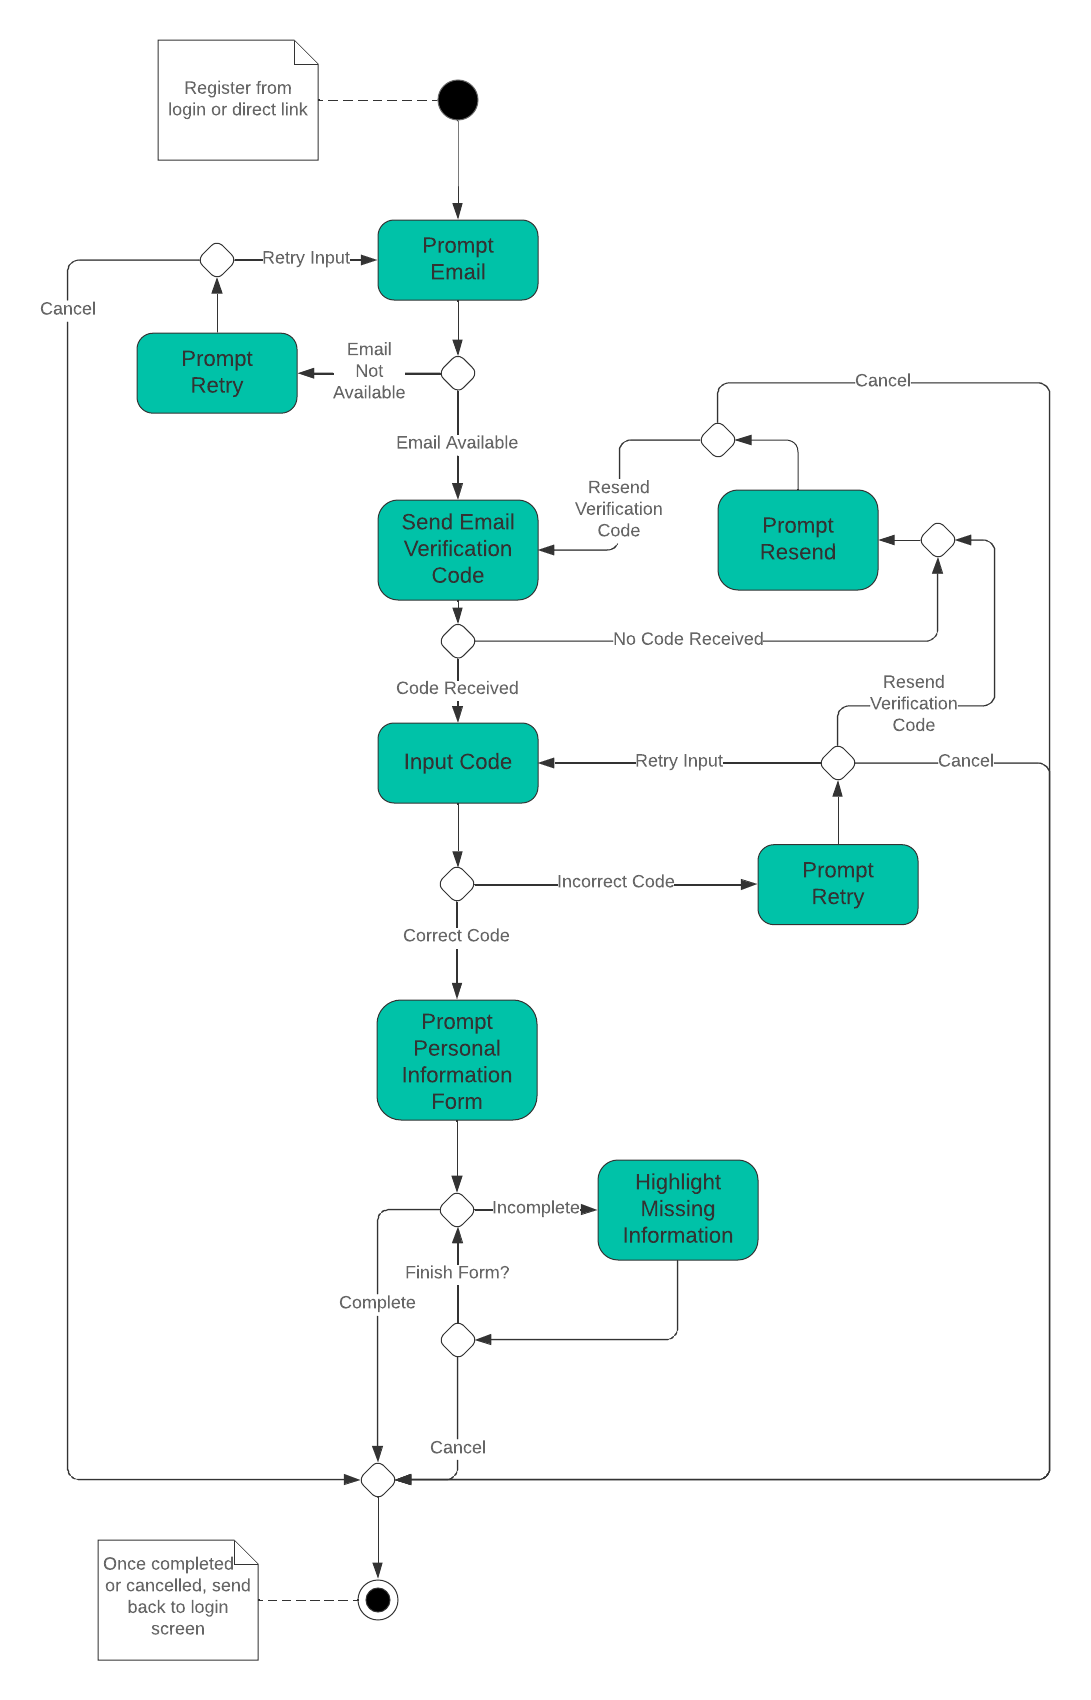 Register from
login or direct link
Prompt
Email
Retry Input
Cancel
Prompt
Retry
Email
Not
Available
Email Available
Cancel
Resend
Verification
Code
Send Email
Verification
Code
Prompt
Resend
No Code Received
Code Received
Resend
Verification
Code
Input Code
Retry Input
Cancel
Prompt
Retry
Incorrect Code
Correct Code
Prompt
Personal
Information
Form
Incomplete
Highlight
Missing
Information
Finish Form?
Complete
Cancel
Once completed
or cancelled, send
back to login
screen